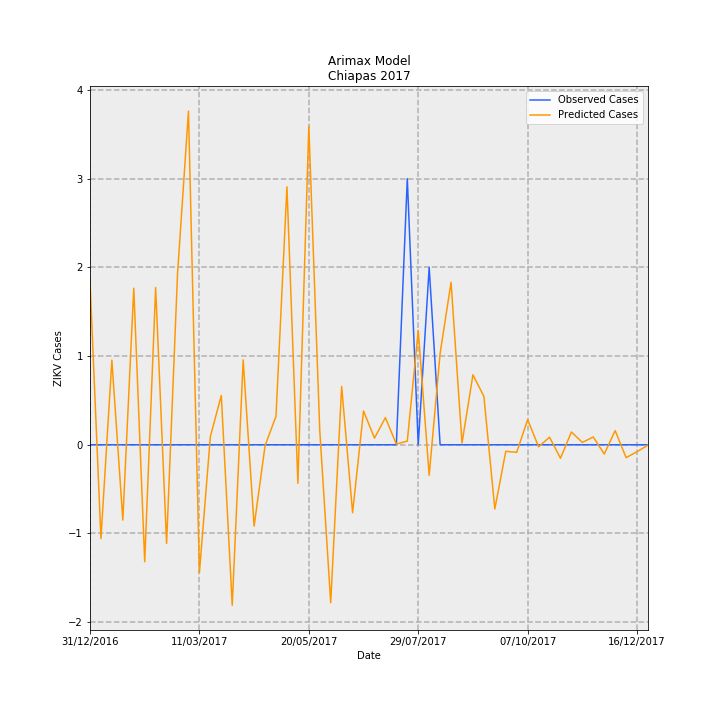 Arimax Model
Chiapas 2017
Observed Cases
Predicted Cases
4
3
2
1
0
−1
−2
ZIKV Cases
31/12/2016
11/03/2017
20/05/2017
29/07/2017
07/10/2017
16/12/2017
Date